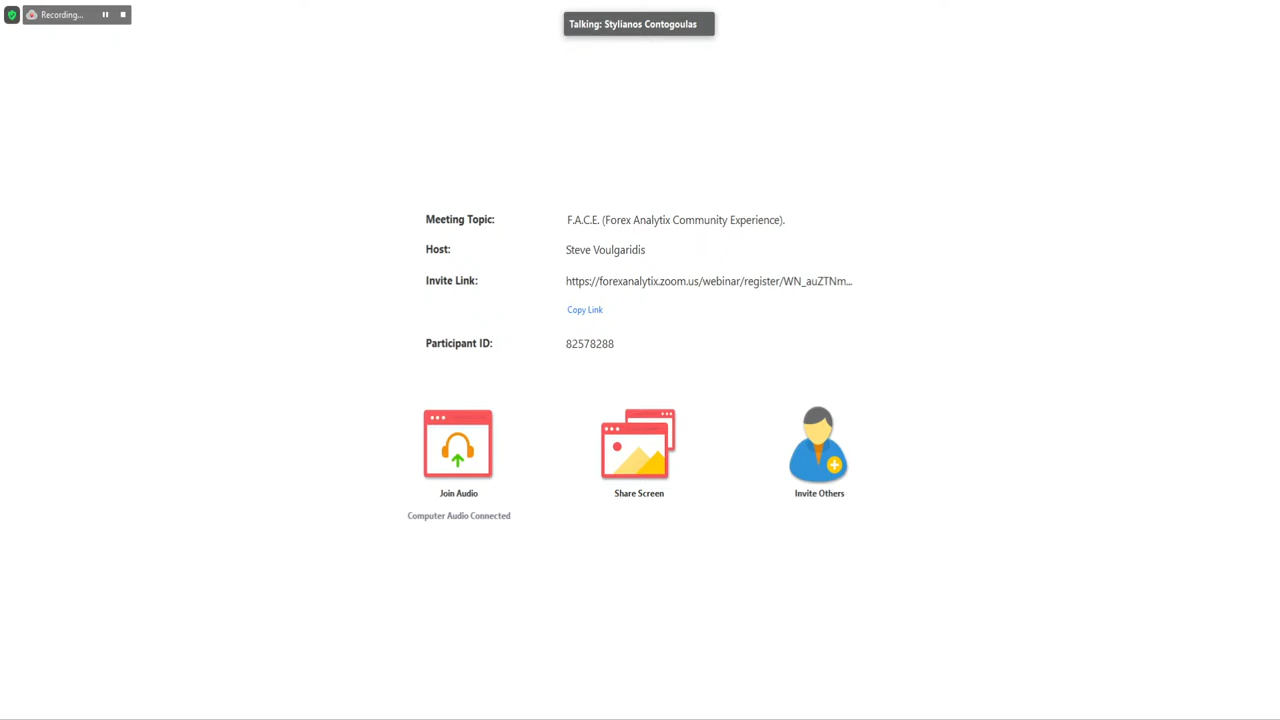 Recording...
Talking: Stylianos Contogoulas
Meeting Topic: F.A.C.E. (Forex Analytix Community Experience).
Host: Steve Voulgaridis
Invite Link: https://forexanalytix.zoom.us/webinar/register/WN_auZTNm...
Copy Link
Participant ID: 82578288
Join Audio Share Screen Invite Others
Computer Audio Connected